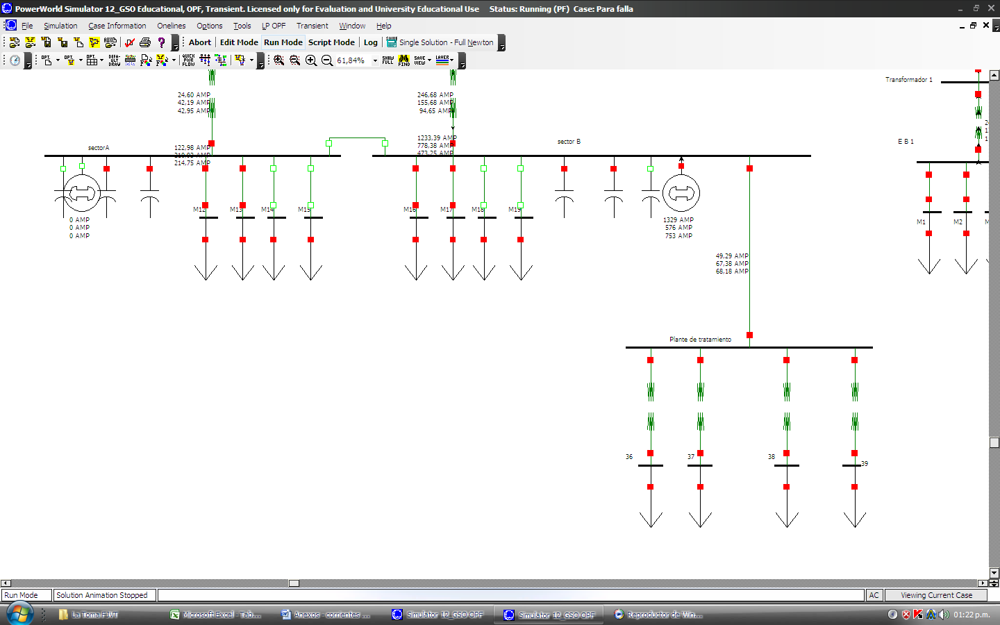 PowerWorld Simulator 12_GSO Educational, OPF, Transient. Licensed only for Evaluation and University Educational Use Status: Running (PF) Case: Para falla
File Simulation Case Information Onelines Options Tools LP OPF Transient Window Help
Abort Edit Mode Run Mode Script Mode Log Single Solution - Full Newton
61,84%
24,60 AMP
42,19 AMP
42,95 AMP
246,68 AMP
155,68 AMP
94,65 AMP
Transformador 1
sectorA
122,98 AMP
214,75 AMP
1233,39 AMP
778,38 AMP
473,25 AMP
sector B
E B 1
M12 M13 M14 M15
M16 M17 M18 M19
M1 M2
0 AMP
0 AMP
0 AMP
1329 AMP
576 AMP
753 AMP
49,29 AMP
67,38 AMP
68,18 AMP
Plante de tratamiento
36 37 38 39
Run Mode Solution Animation Stopped AC Viewing Current Case
La Toma FJVT Microsoft Excel - Tab... Anexos - corrientes ... Simulator 12_GSO OPF Simulator 12_GSO OPF Reproductor de Win... 01:22 p.m.